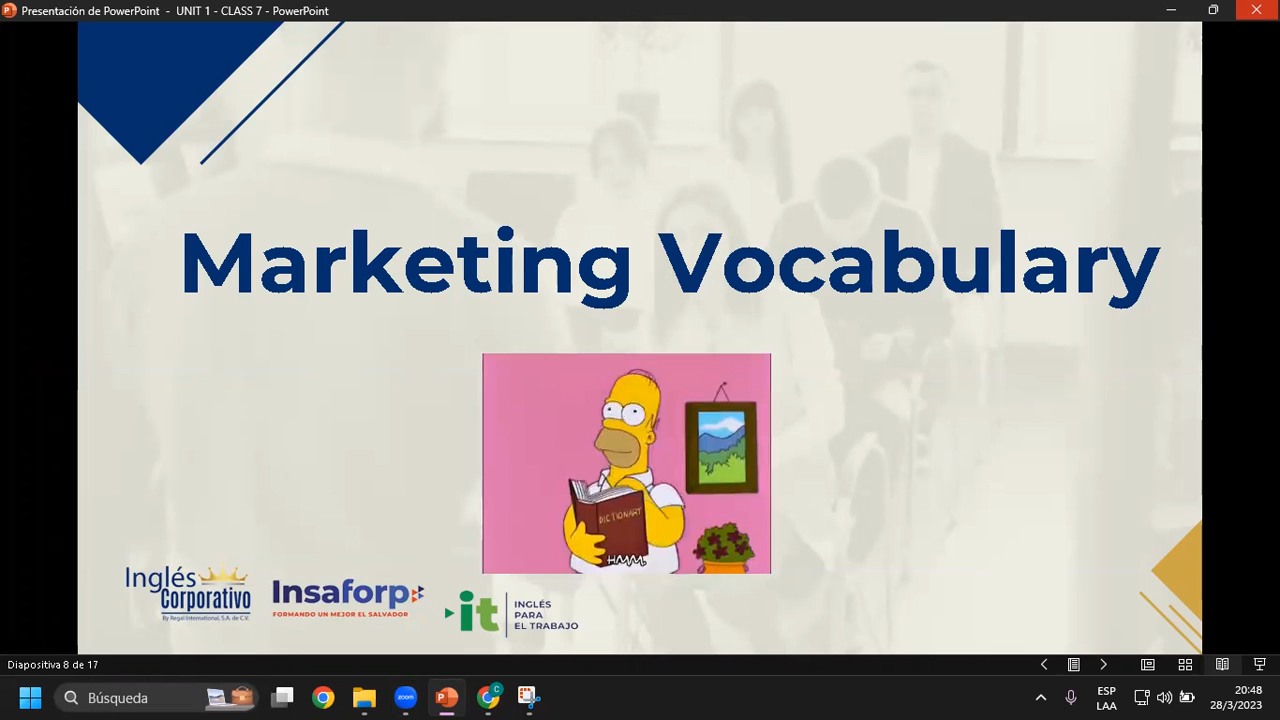 Presentación de PowerPoint - UNIT 1 - CLASS 7 - PowerPoint
Marketing Vocabulary
DICTIONARY
HMM.
Inglés
Corporativo
By Regal International, S.A. de C.V.
Insaforp
FORMANDO UN MEJOR EL SALVADOR
it
INGLÉS
PARA
EL TRABAJO
Diapositiva 8 de 17
Búsqueda
zoom
C
ESP
LAA
20:48
28/3/2023